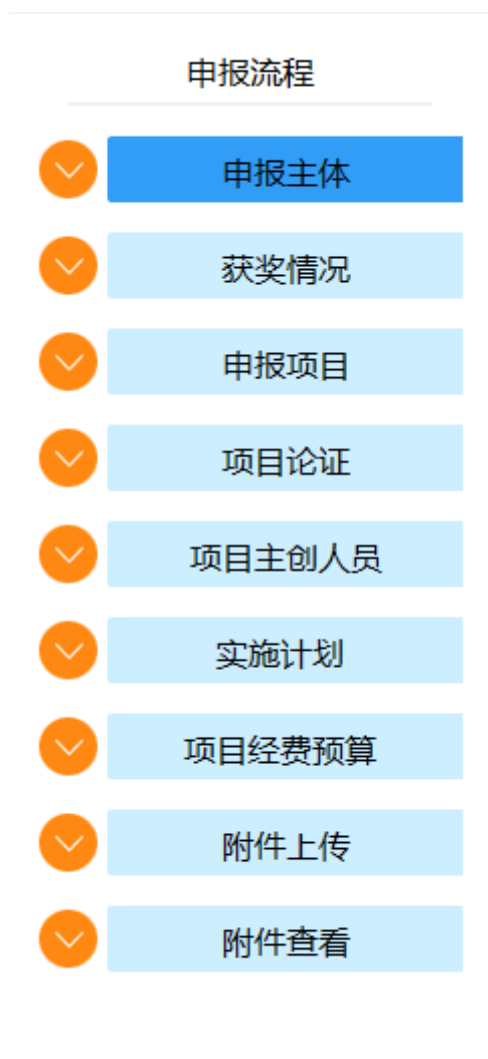 申报流程
申报主体
获奖情况
申报项目
项目论证
项目主创人员
实施计划
项目经费预算
附件上传
附件查看